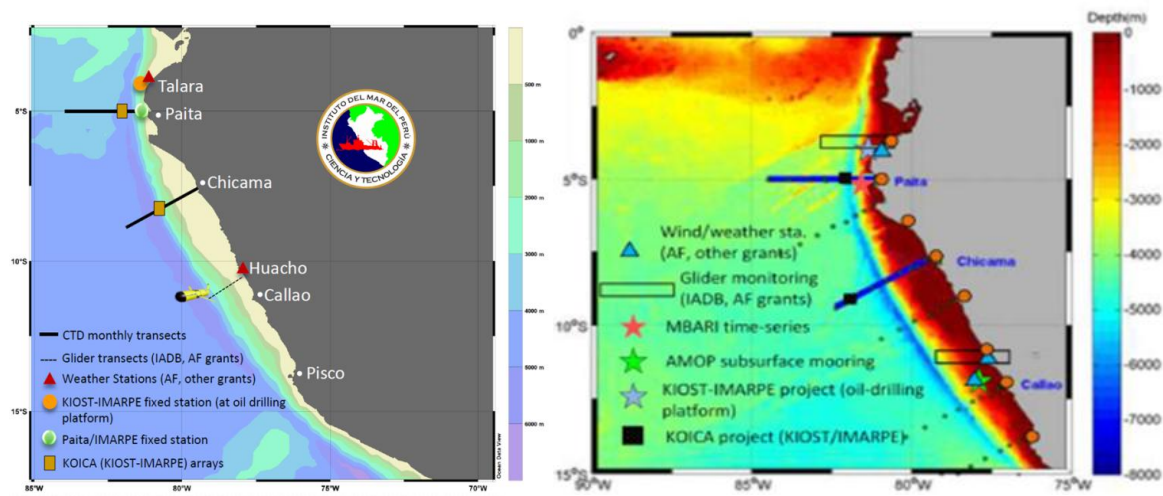 5°S
10°S
15°S
85°W
80°W
75°W
70°W
Talara
Paita
Chicama
Huacho
Callao
Pisco
INSTITUTO DEL MAR DEL PERÚ
CIENCIA Y TECNOLOGÍA
CTD monthly transects
Glider transects (IADB, AF grants)
Weather Stations (AF, other grants)
KIOST-IMARPE fixed station (at oil drilling
platform)
Paita/IMARPE fixed station
KOICA (KIOST-IMARPE) arrays
500 m
1000 m
2000 m
3000 m
4000 m
5000 m
6000 m
Ocean Data View
Depth(m)
0°
5°S
10°S
15°S
90°W
85°W
80°W
75°W
Paita
Chicama
Callao
Wind/weather sta.
(AF, other grants)
Glider monitoring
(IADB, AF grants)
MBARI time-series
AMOP subsurface mooring
KIOST-IMARPE project (oil-drilling
platform)
KOICA project (KIOST/IMARPE)
0
-1000
-2000
-3000
-4000
-5000
-6000
-7000
-8000